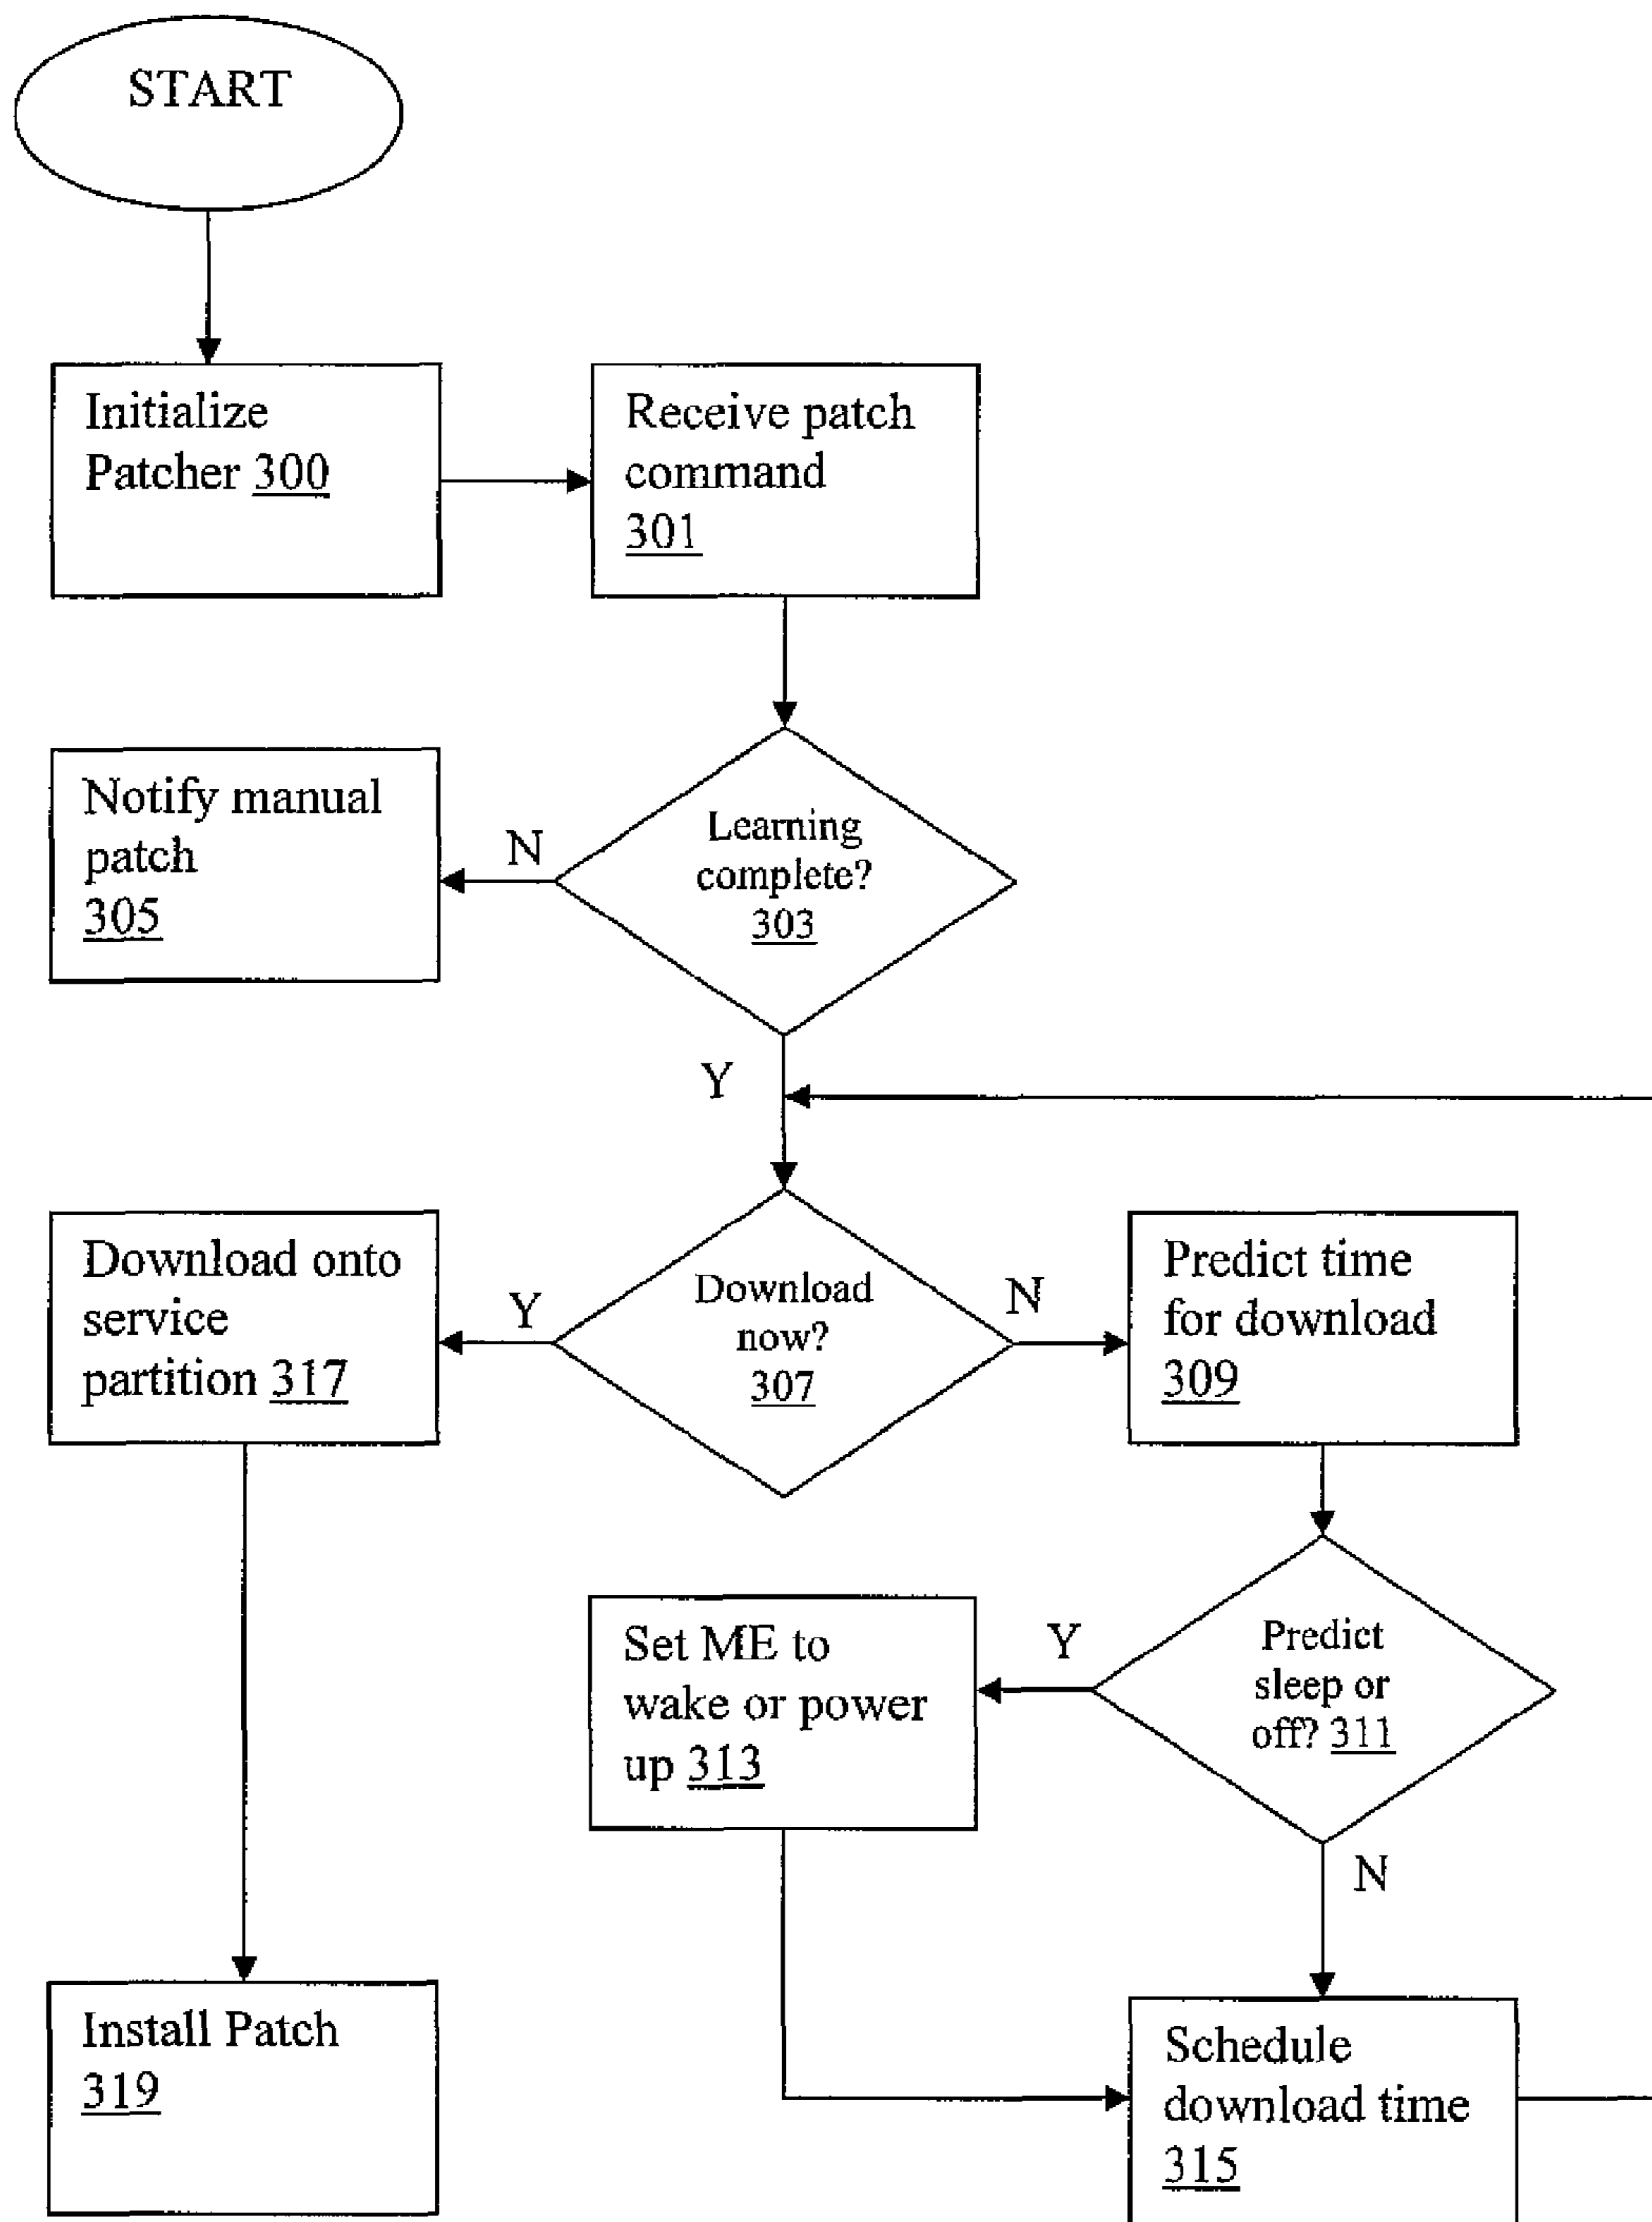 START
Initialize
Patcher 300
Receive patch
command
301
Notify manual
patch
305
N
Learning
complete?
303
Y
Download onto
service
partition 317
Y
Download
now?
307
N
Predict time
for download
309
Set ME to
wake or power
up 313
Y
Predict
sleep or
off? 311
N
Install Patch
319
Schedule
download time
315